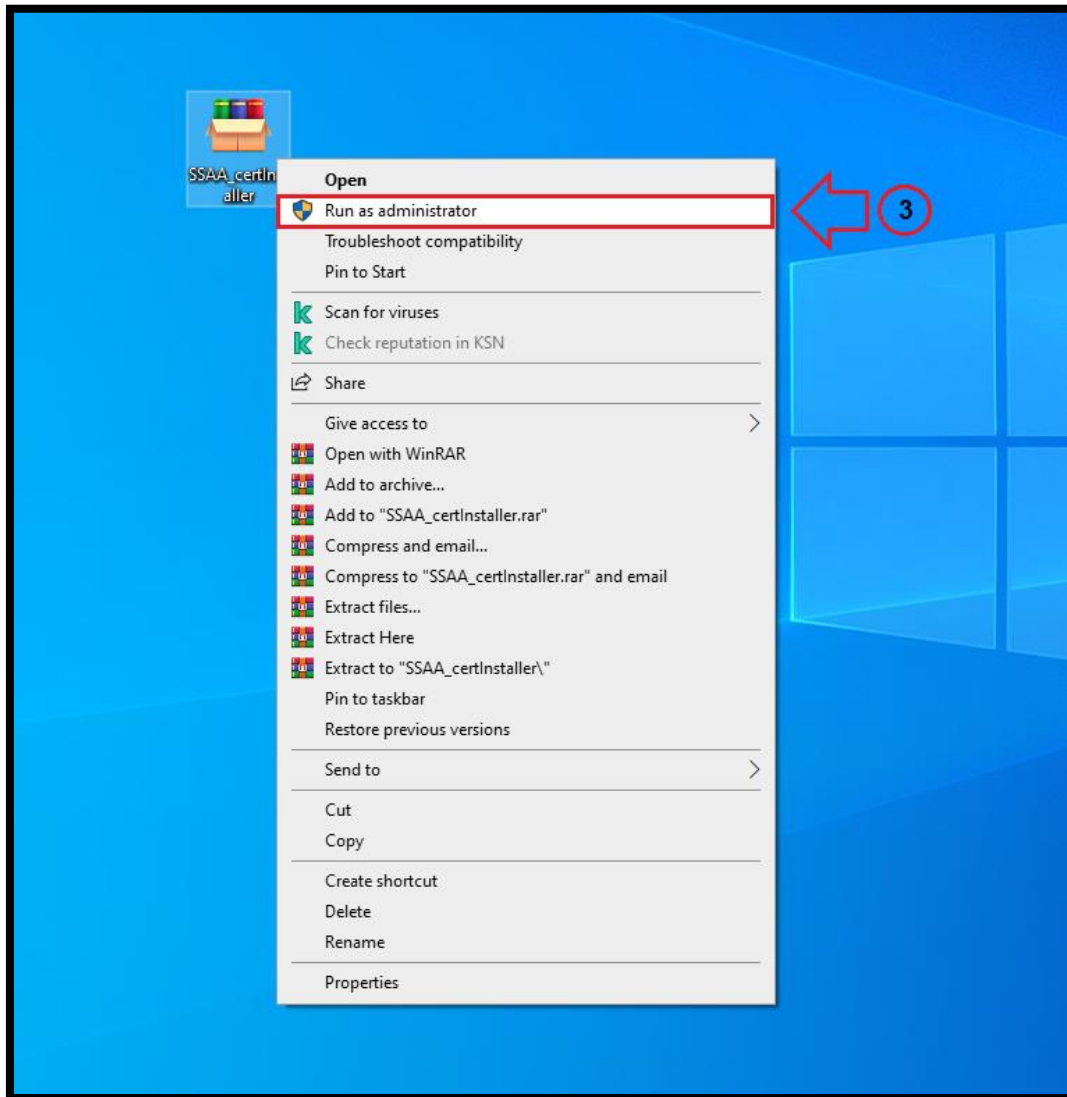 SSAA_certIn
aller
Open
Run as administrator
3
Troubleshoot compatibility
Pin to Start
Scan for viruses
Check reputation in KSN
Share
Give access to
Open with WinRAR
Add to archive...
Add to "SSAA_certInstaller.rar"
Compress and email...
Compress to "SSAA_certInstaller.rar" and email
Extract files...
Extract Here
Extract to "SSAA_certInstaller\"
Pin to taskbar
Restore previous versions
Send to
Cut
Copy
Create shortcut
Delete
Rename
Properties